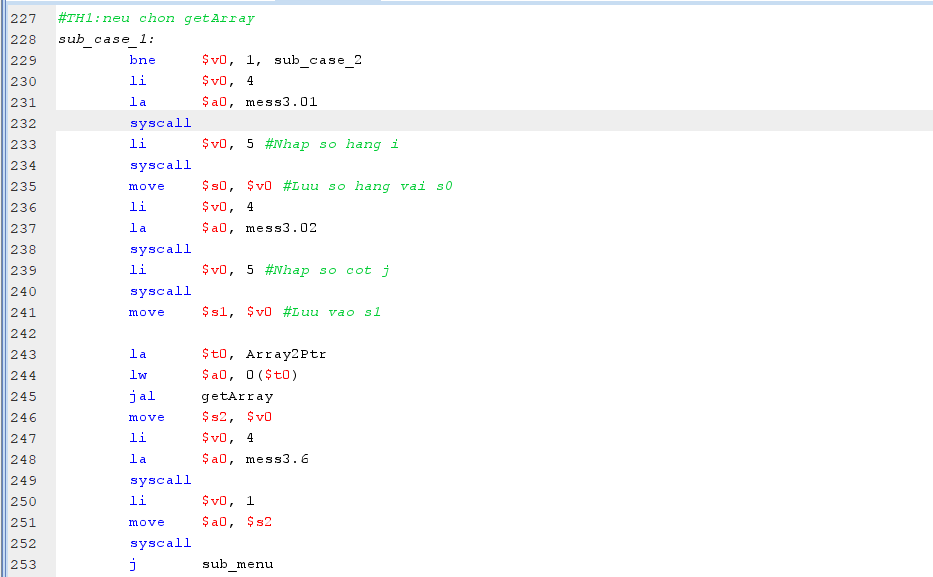 227 #TH1:neu chon getArray
228 sub_case_1:
229 bne $v0, 1, sub_case_2
230 li $v0, 4
231 la $a0, mess3.01
232 syscall
233 li $v0, 5 #Nhap so hang i
234 syscall
235 move $s0, $v0 #Luu so hang vai s0
236 li $v0, 4
237 la $a0, mess3.02
238 syscall
239 li $v0, 5 #Nhap so cot j
240 syscall
241 move $s1, $v0 #Luu vao s1
242
243 la $t0, Array2Ptr
244 lw $a0, 0($t0)
245 jal getArray
246 move $s2, $v0
247 li $v0, 4
248 la $a0, mess3.6
249 syscall
250 li $v0, 1
251 move $a0, $s2
252 syscall
253 j sub_menu